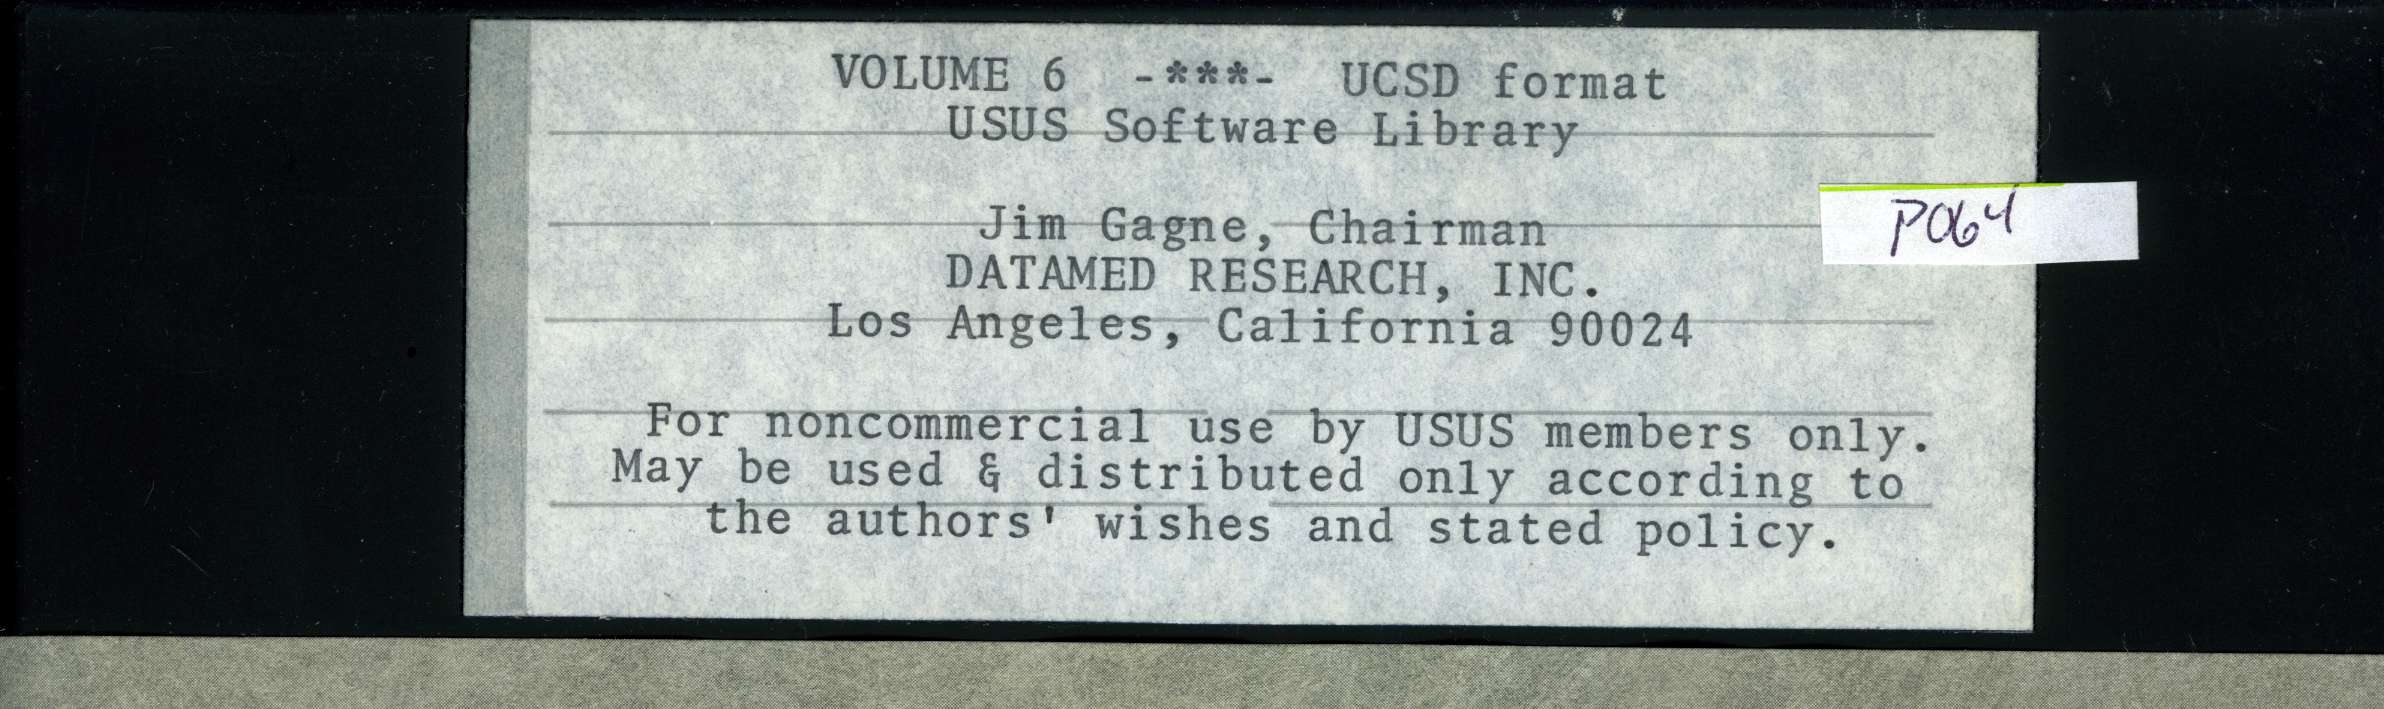 VOLUME 6 -***- UCSD format
USUS Software Library
Jim Gagne, Chairman
P064
DATAMED RESEARCH, INC.
Los Angeles, California 90024
For noncommercial use by USUS members only.
May be used & distributed only according to
the authors' wishes and stated policy.